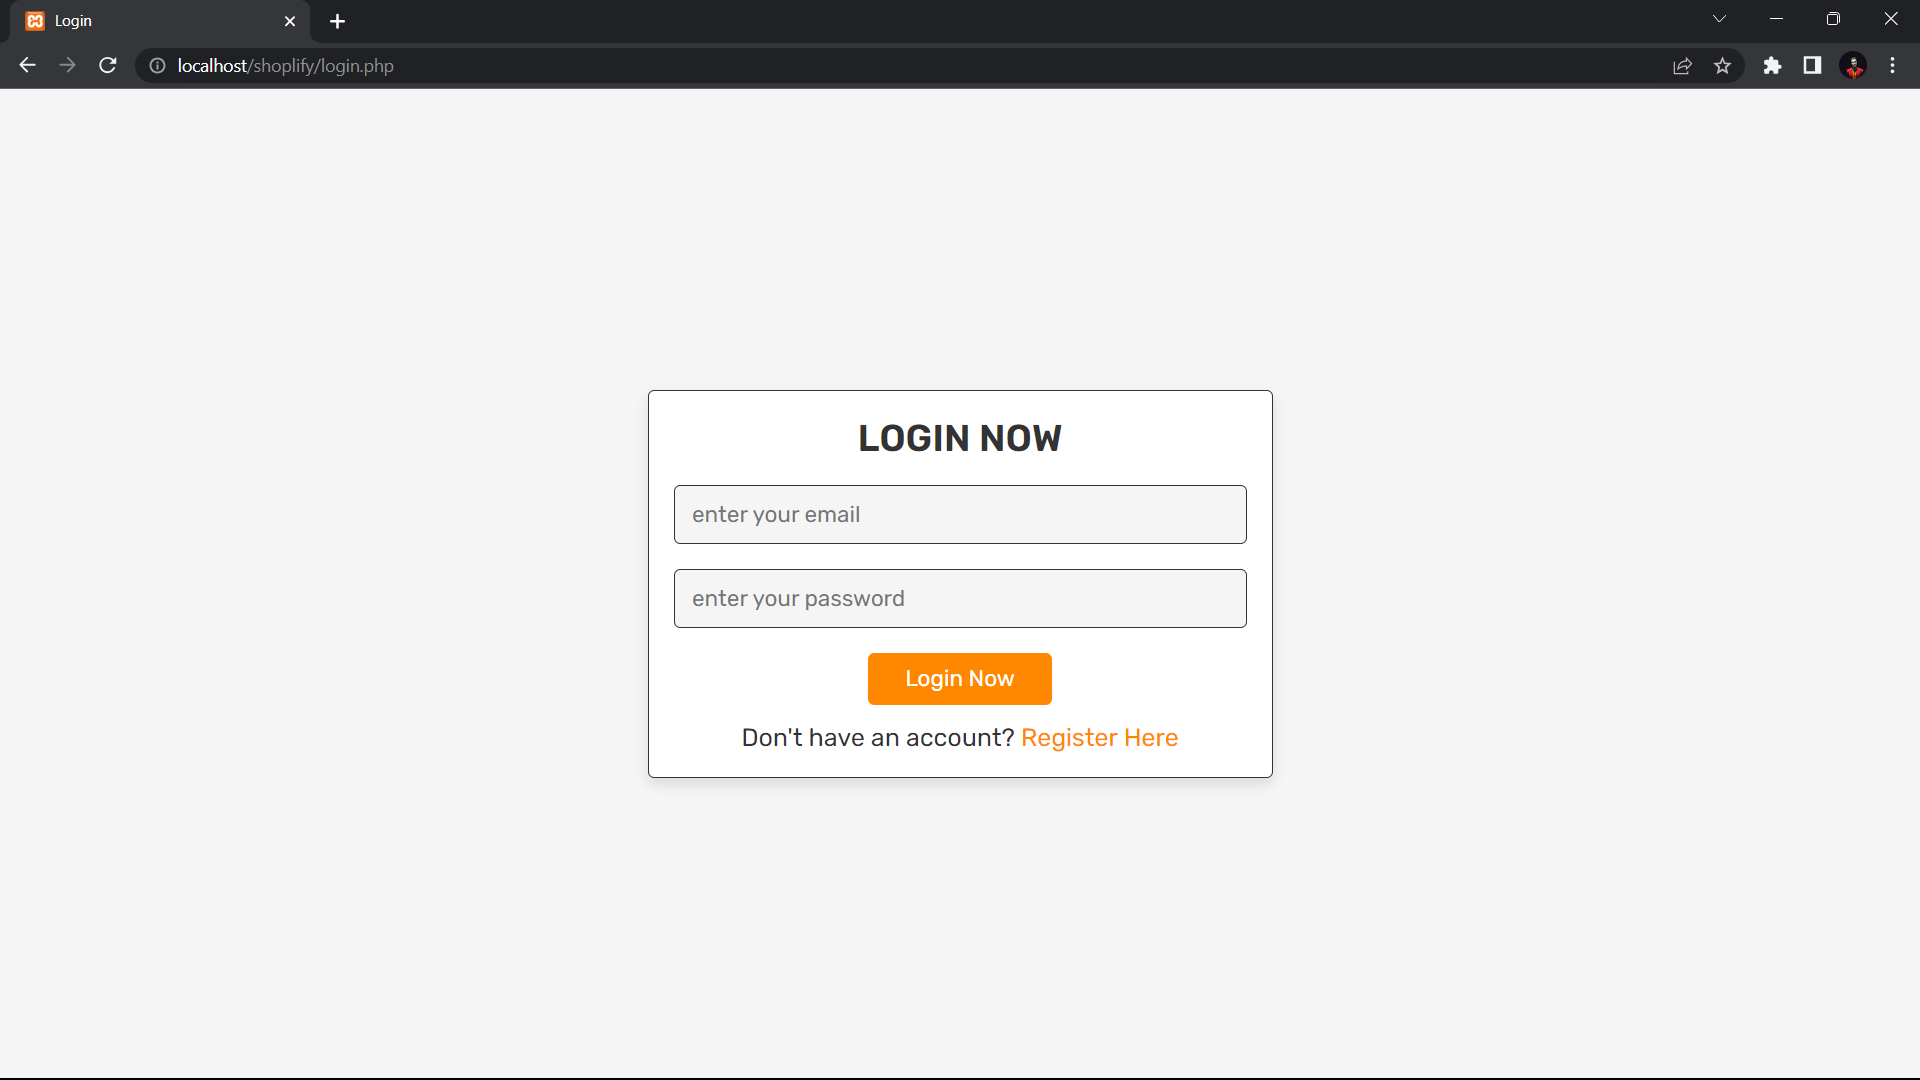 Login
localhost/shoplify/login.php
LOGIN NOW
enter your email
enter your password
Login Now
Don't have an account? Register Here